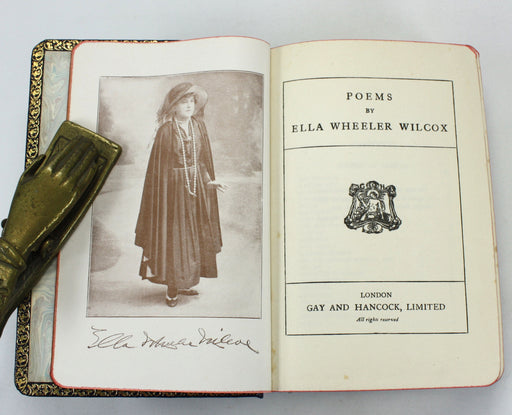 Ella Wheeler Wilcox
POEMS
BY
ELLA WHEELER WILCOX
LONDON
GAY AND HANCOCK, LIMITED
All rights reserved